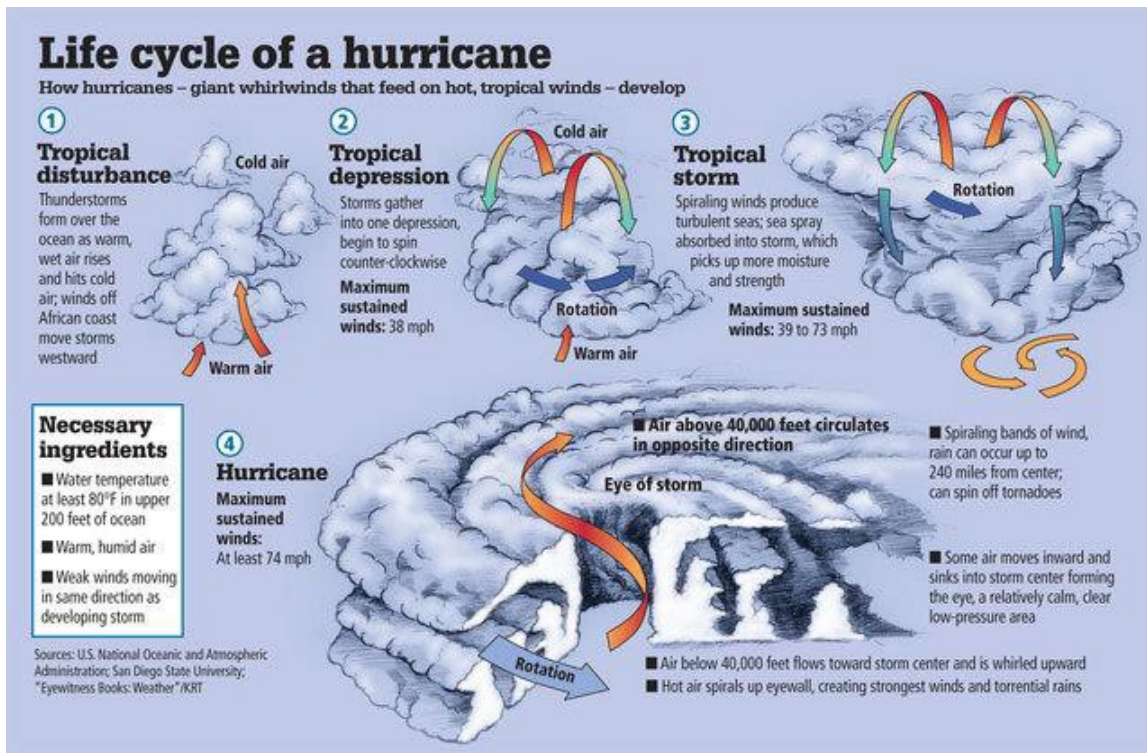 Life cycle of a hurricane
How hurricanes – giant whirlwinds that feed on hot, tropical winds – develop
1
Tropical
disturbance
Thunderstorms
form over the
ocean as warm,
wet air rises
and hits cold
air; winds off
African coast
move storms
westward
Cold air
Warm air
2
Tropical
depression
Storms gather
into one depression,
begin to spin
counter-clockwise
Maximum
sustained
winds: 38 mph
Cold air
Rotation
Warm air
3
Tropical
storm
Spiraling winds produce
turbulent seas; sea spray
absorbed into storm, which
picks up more moisture
and strength
Maximum sustained
winds: 39 to 73 mph
Rotation
Necessary
ingredients
■ Water temperature
at least 80°F in upper
200 feet of ocean
■ Warm, humid air
■ Weak winds moving
in same direction as
developing storm
Sources: U.S. National Oceanic and Atmospheric
Administration; San Diego State University;
"Eyewitness Books: Weather"/KRT
4
Hurricane
Maximum
sustained
winds:
At least 74 mph
■ Air above 40,000 feet circulates
in opposite direction
Eye of storm
Rotation
■ Spiraling bands of wind,
rain can occur up to
240 miles from center;
can spin off tornadoes
■ Some air moves inward and
sinks into storm center forming
the eye, a relatively calm, clear
low-pressure area
■ Air below 40,000 feet flows toward storm center and is whirled upward
■ Hot air spirals up eyewall, creating strongest winds and torrential rains